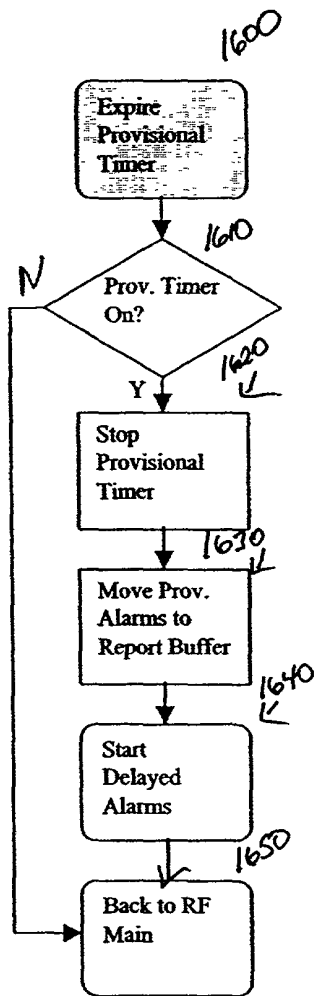 1600
Expire
Provisional
Timer
1610
N
Prov. Timer
On?
1620
Y
Stop
Provisional
Timer
1630
Move Prov.
Alarms to
Report Buffer
1640
Start
Delayed
Alarms
1650
Back to RF
Main